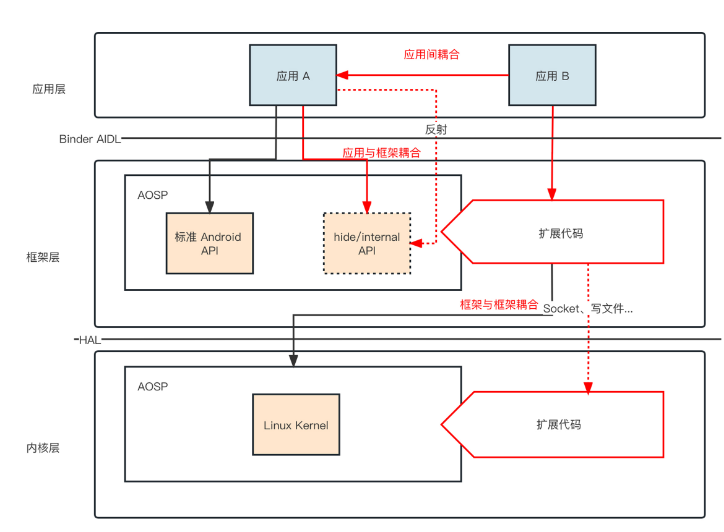 应用间耦合
应用 A
应用 B
应用层
反射
Binder AIDL
应用与框架耦合
AOSP
标准 Android
API
hide/internal
API
扩展代码
框架层
框架与框架耦合
Socket、写文件...
HAL
AOSP
Linux Kernel
扩展代码
内核层